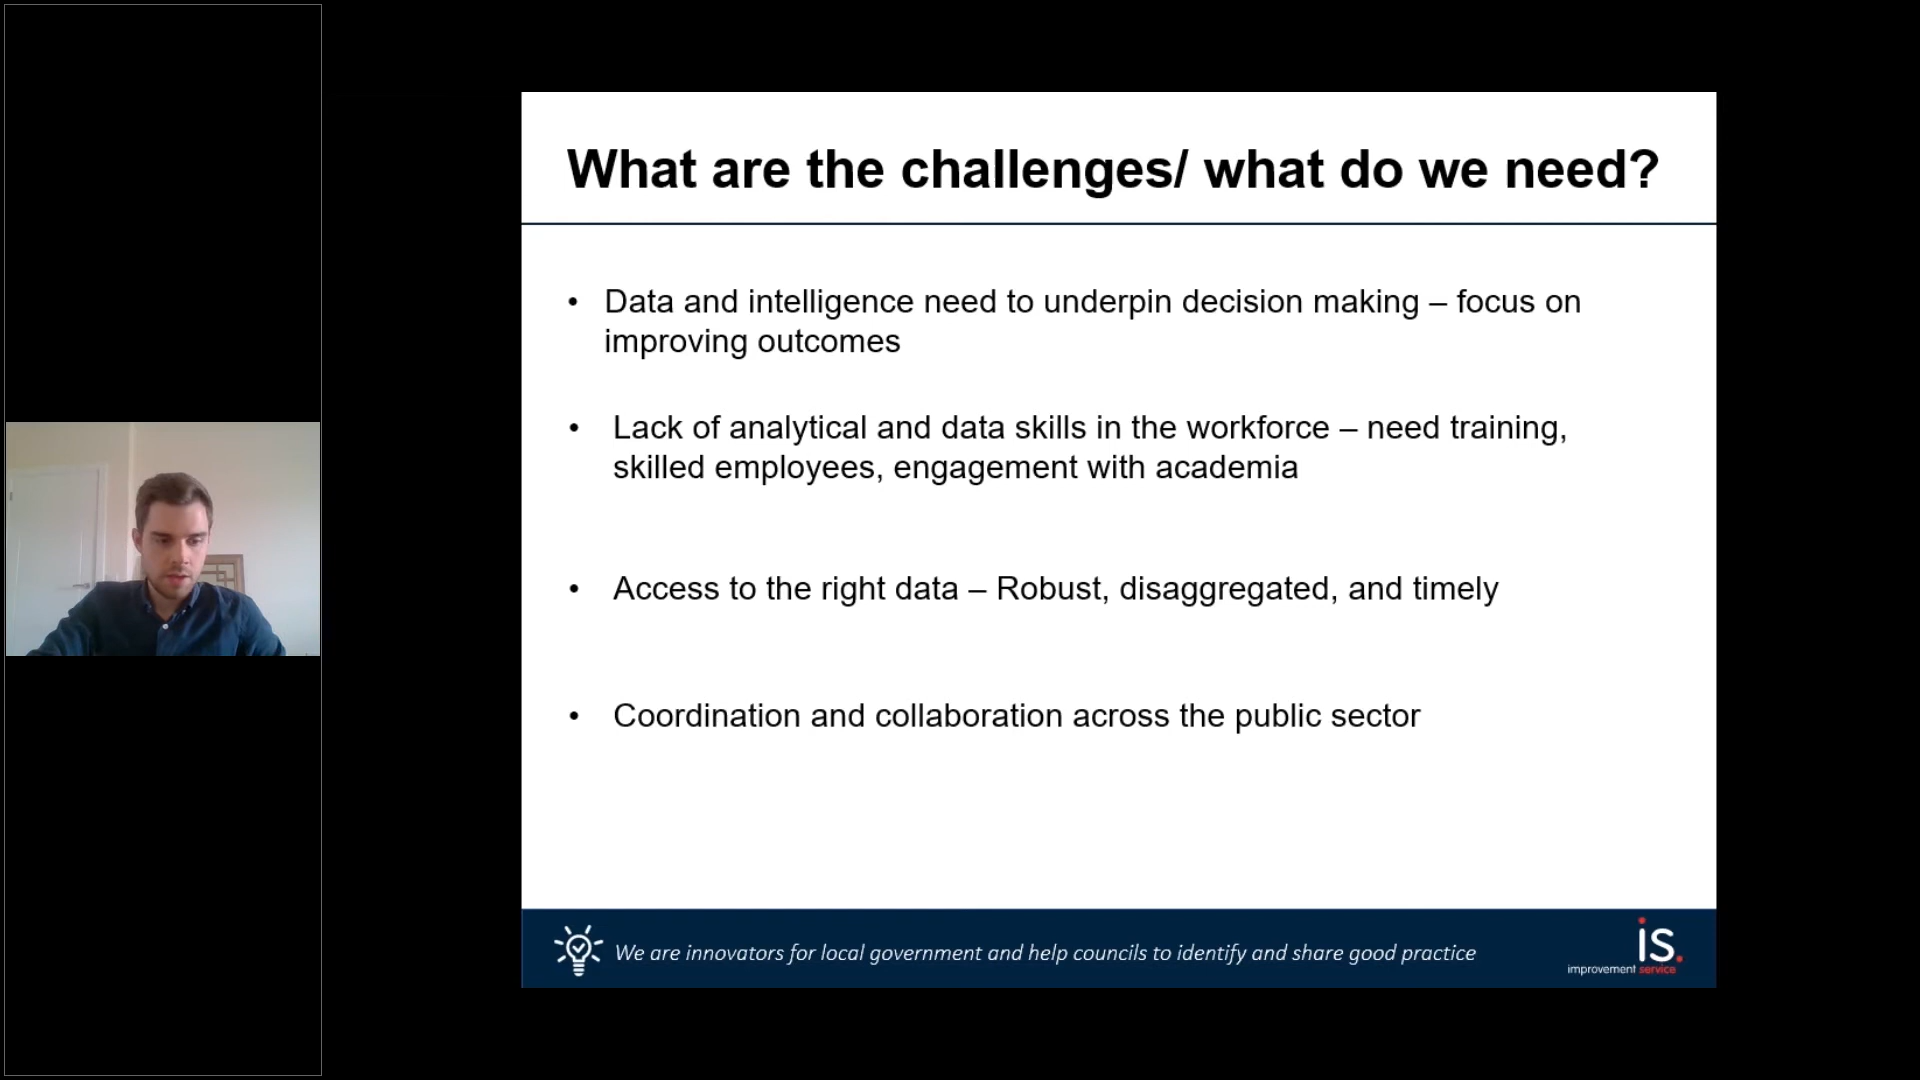 What are the challenges/ what do we need?
• Data and intelligence need to underpin decision making – focus on
improving outcomes
• Lack of analytical and data skills in the workforce – need training,
skilled employees, engagement with academia
• Access to the right data – Robust, disaggregated, and timely
• Coordination and collaboration across the public sector
We are innovators for local government and help councils to identify and share good practice
is.
improvement service